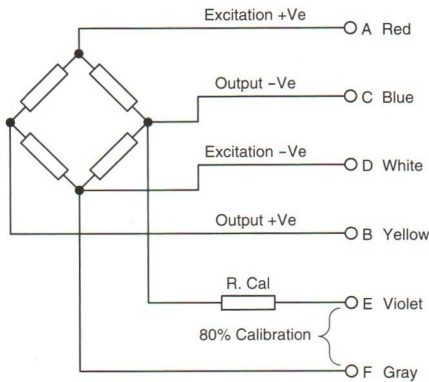 Excitation +Ve
A Red
Output −Ve
C Blue
Excitation −Ve
D White
Output +Ve
B Yellow
R. Cal
E Violet
80% Calibration
F Gray